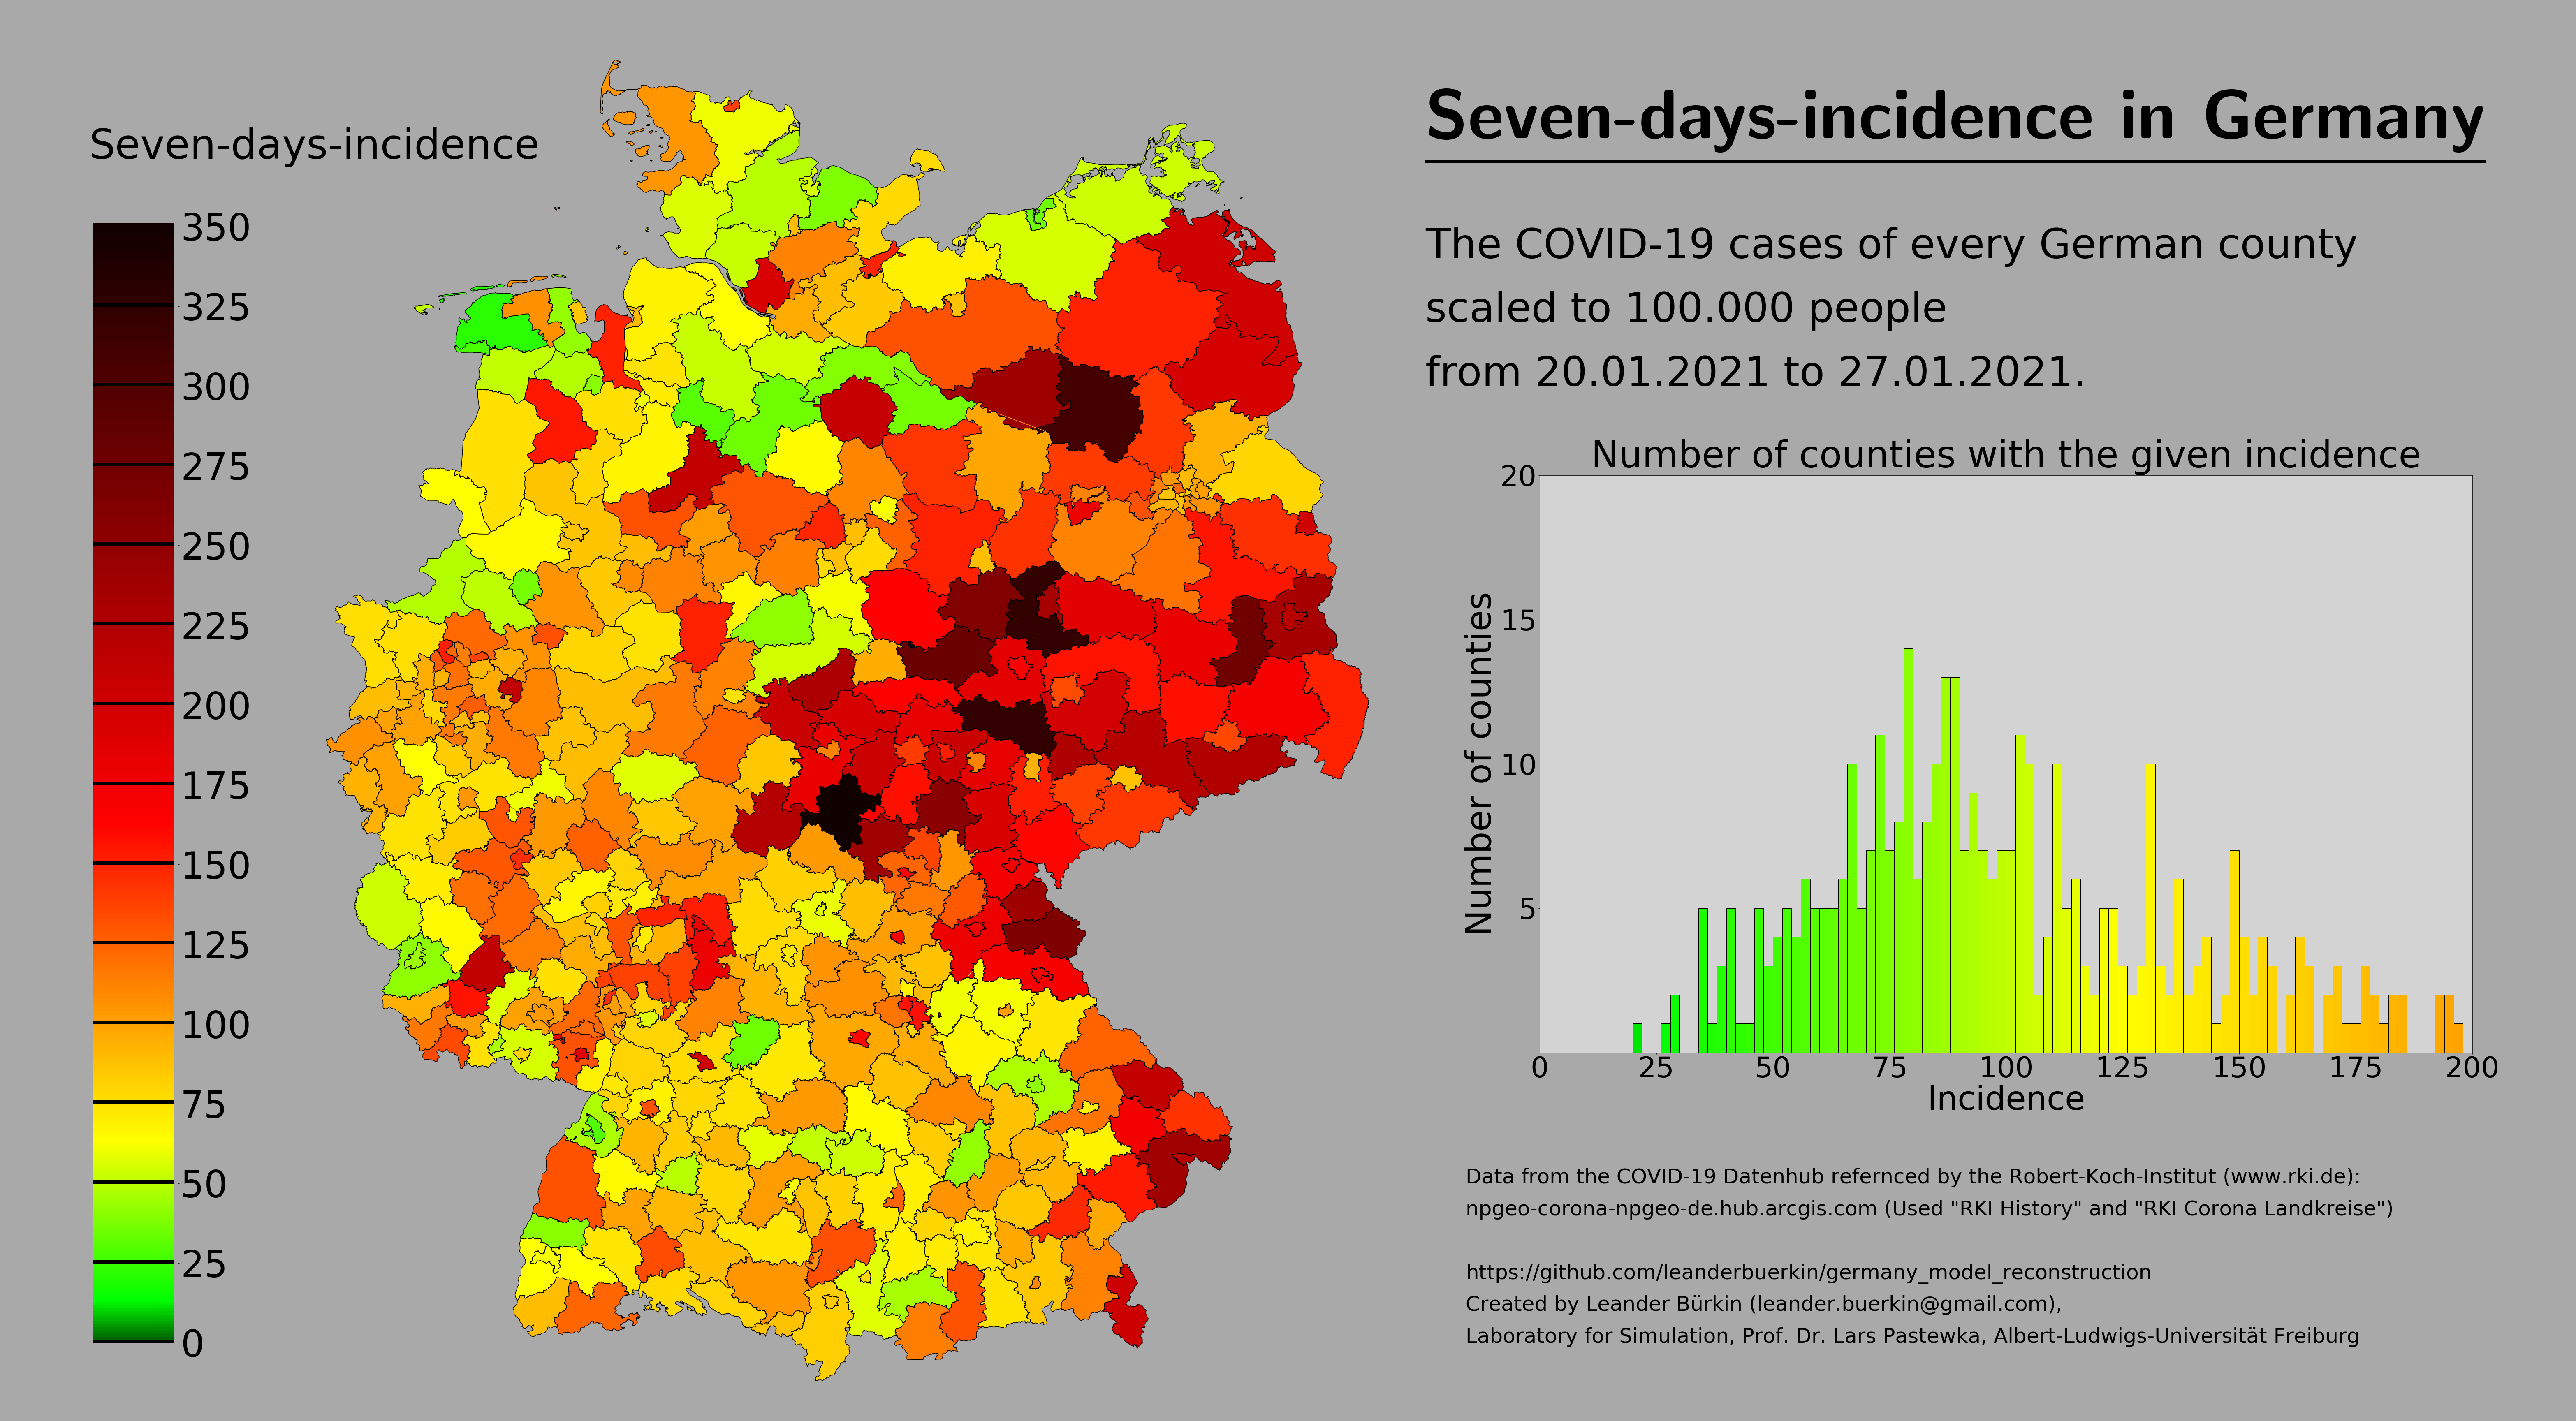 Seven-days-incidence
350
325
300
275
250
225
200
175
150
125
100
75
50
25
0
Seven-days-incidence in Germany
The COVID-19 cases of every German county
scaled to 100.000 people
from 20.01.2021 to 27.01.2021.
Number of counties with the given incidence
20
15
10
5
Number of counties
0 25 50 75 100 125 150 175 200
Incidence
Data from the COVID-19 Datenhub refernced by the Robert-Koch-Institut (www.rki.de):
npgeo-corona-npgeo-de.hub.arcgis.com (Used "RKI History" and "RKI Corona Landkreise")
https://github.com/leanderbuerkin/germany_model_reconstruction
Created by Leander Bürkin (leander.buerkin@gmail.com),
Laboratory for Simulation, Prof. Dr. Lars Pastewka, Albert-Ludwigs-Universität Freiburg